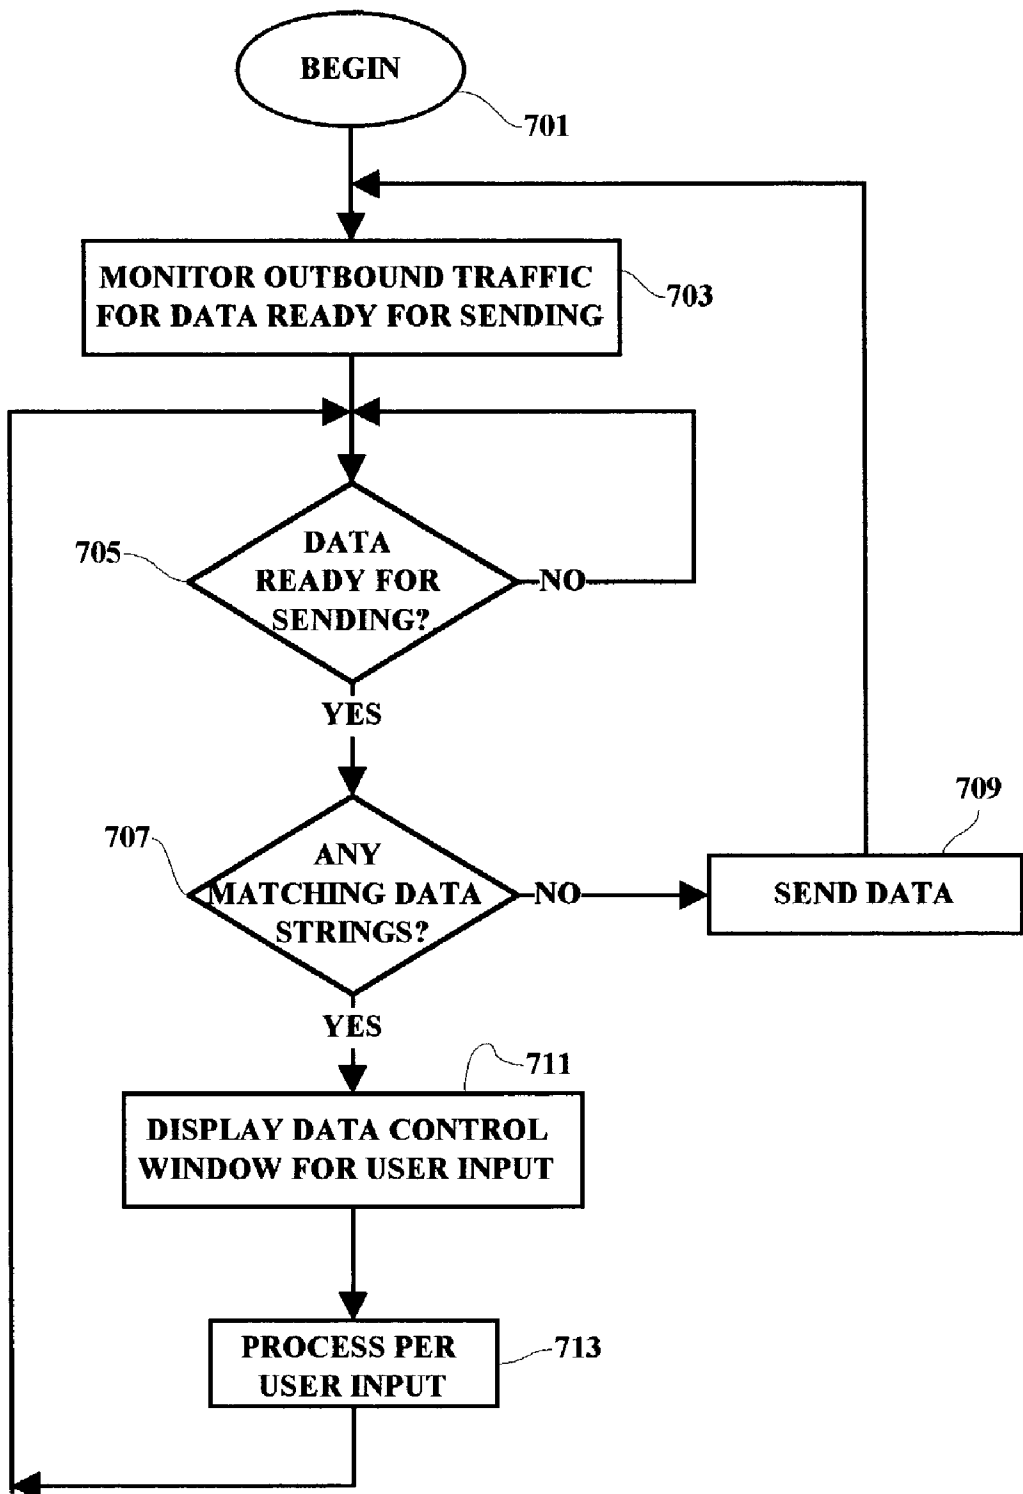 BEGIN
701
MONITOR OUTBOUND TRAFFIC
FOR DATA READY FOR SENDING
703
705
DATA
READY FOR
SENDING?
NO
YES
707
ANY
MATCHING DATA
STRINGS?
NO
709
SEND DATA
YES
711
DISPLAY DATA CONTROL
WINDOW FOR USER INPUT
PROCESS PER
USER INPUT
713